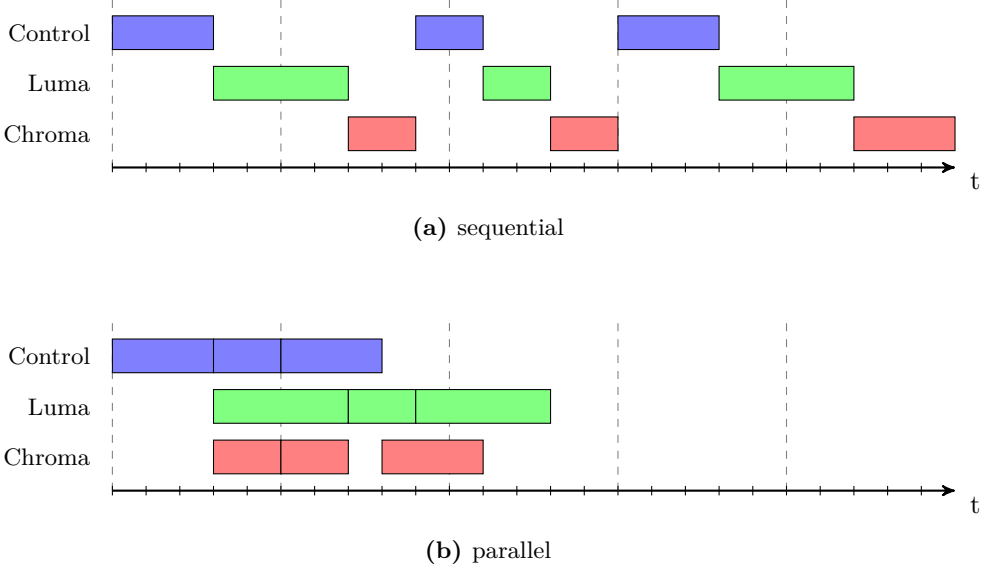 Control
Luma
Chroma
t
(a) sequential
Control
Luma
Chroma
t
(b) parallel